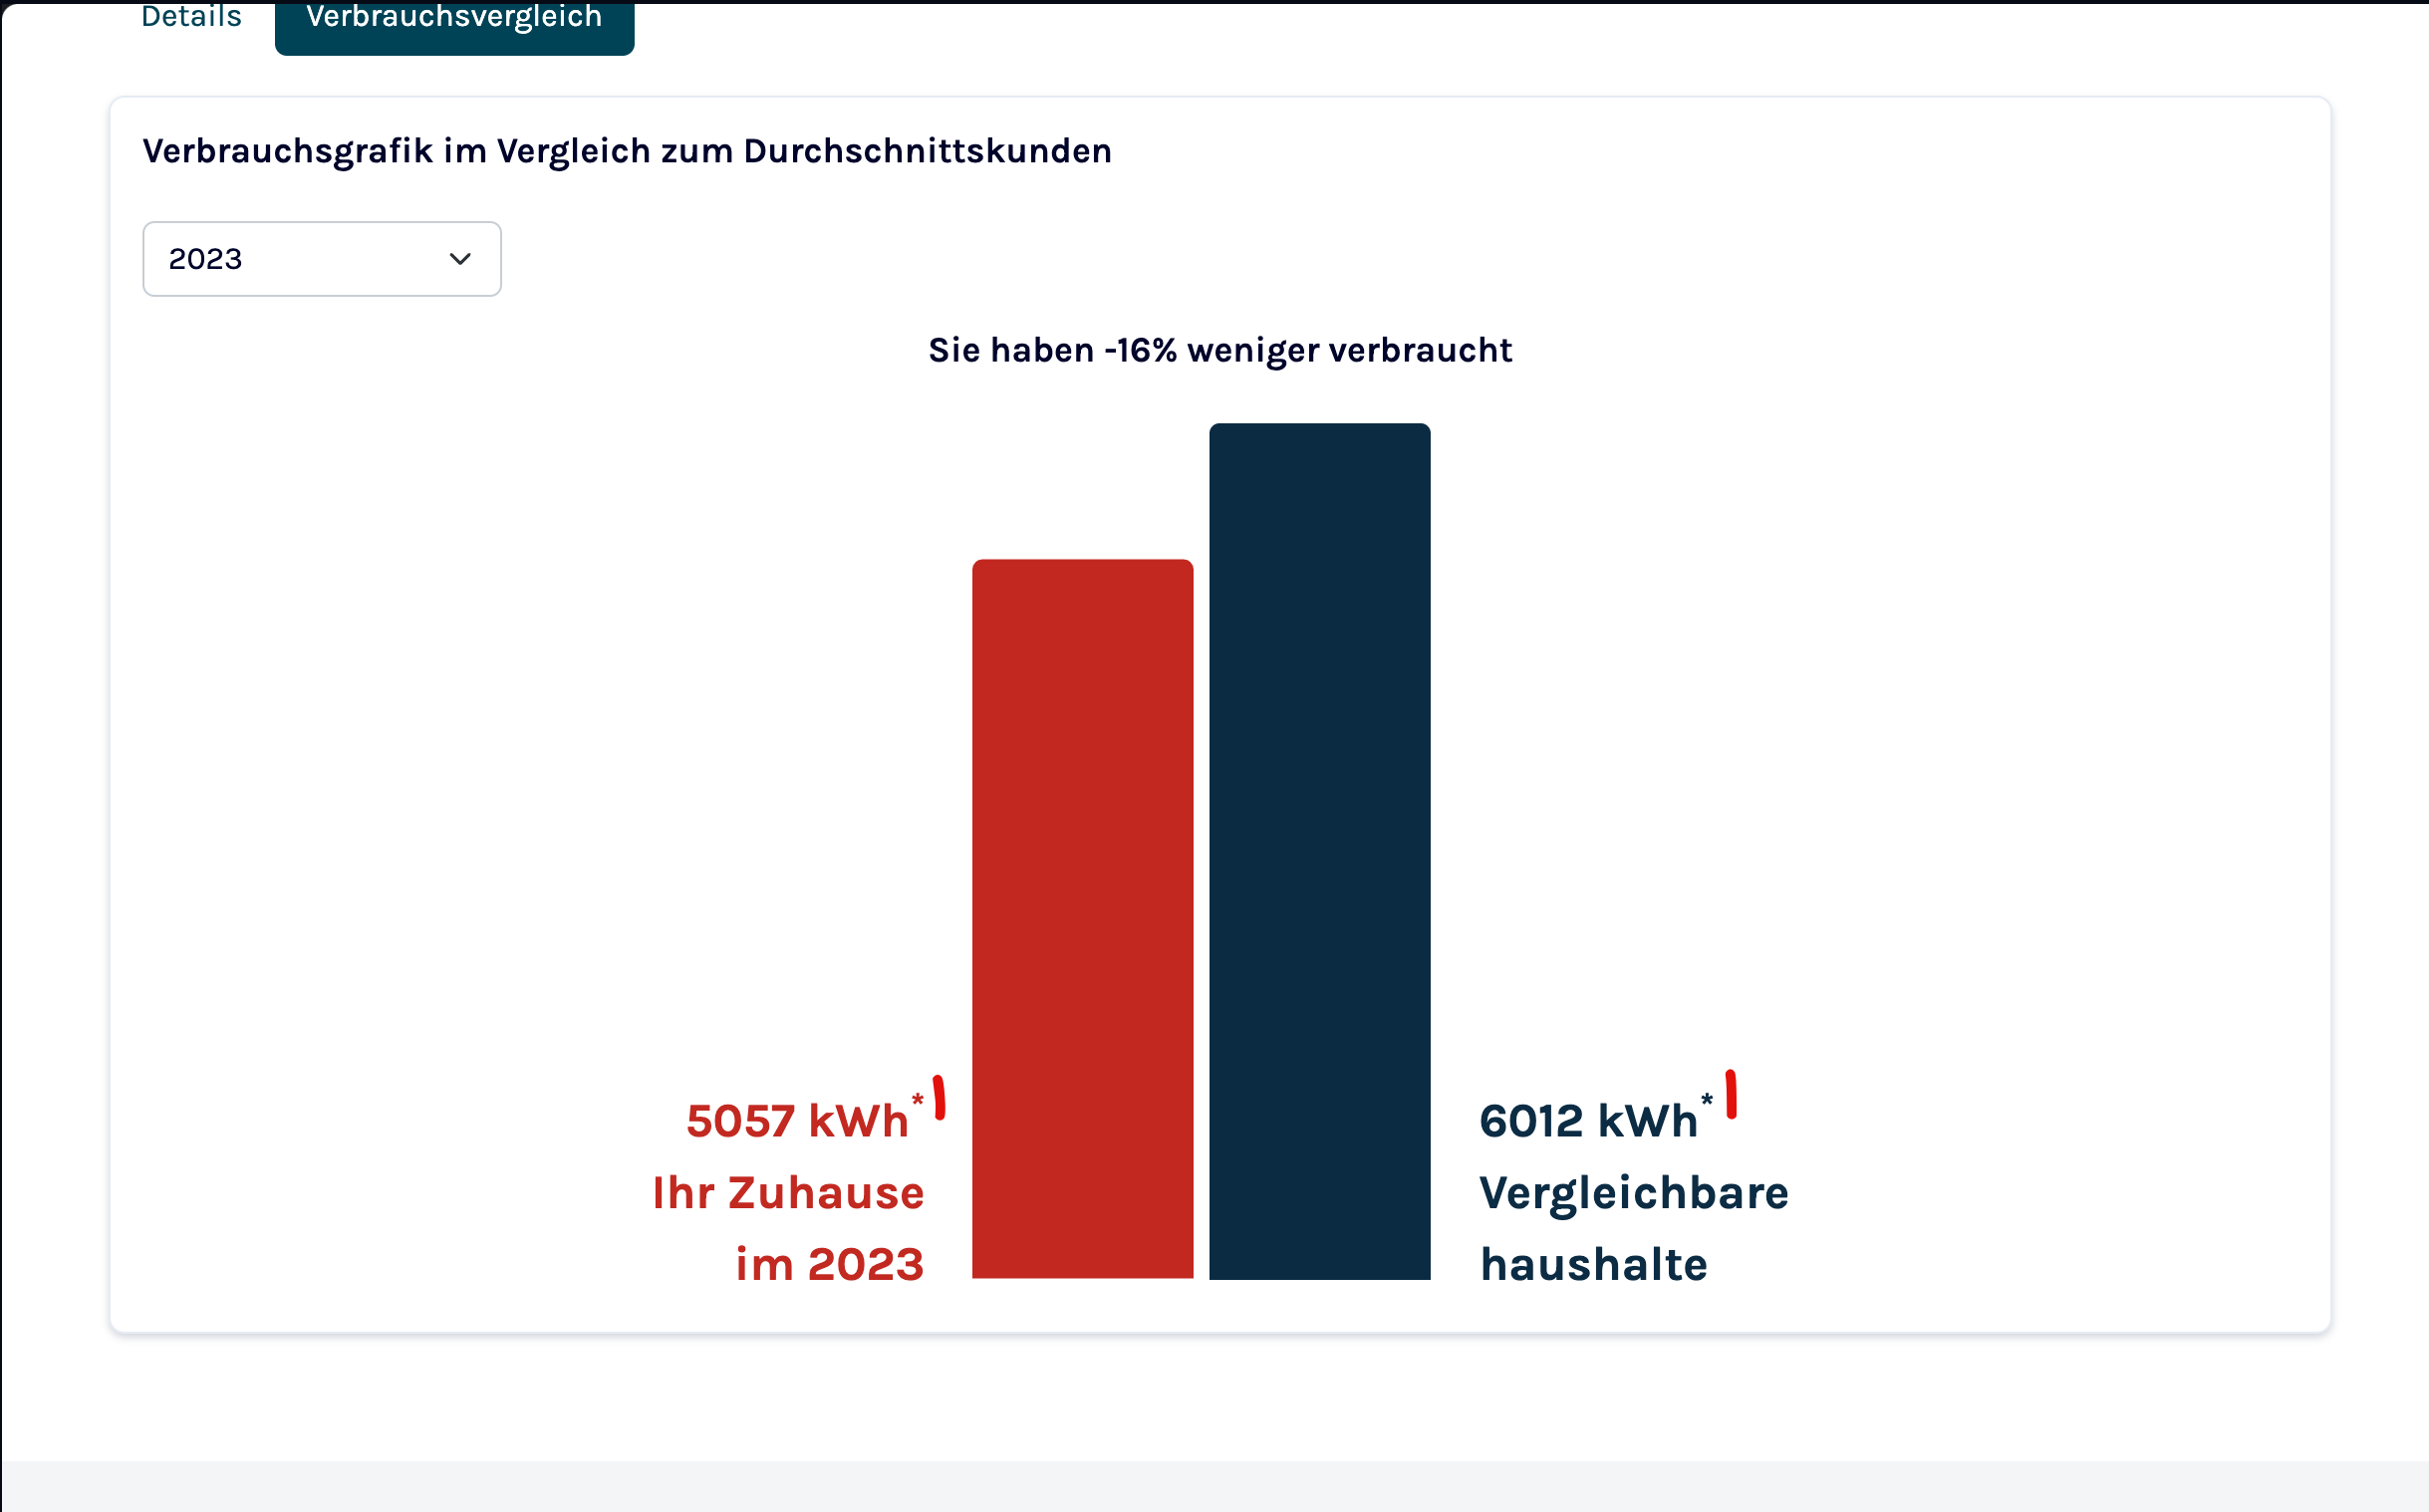 Details
Verbrauchsvergleich
Verbrauchsgrafik im Vergleich zum Durchschnittskunden
2023
Sie haben -16% weniger verbraucht
5057 kWh*
Ihr Zuhause
im 2023
6012 kWh*
Vergleichbare
haushalte